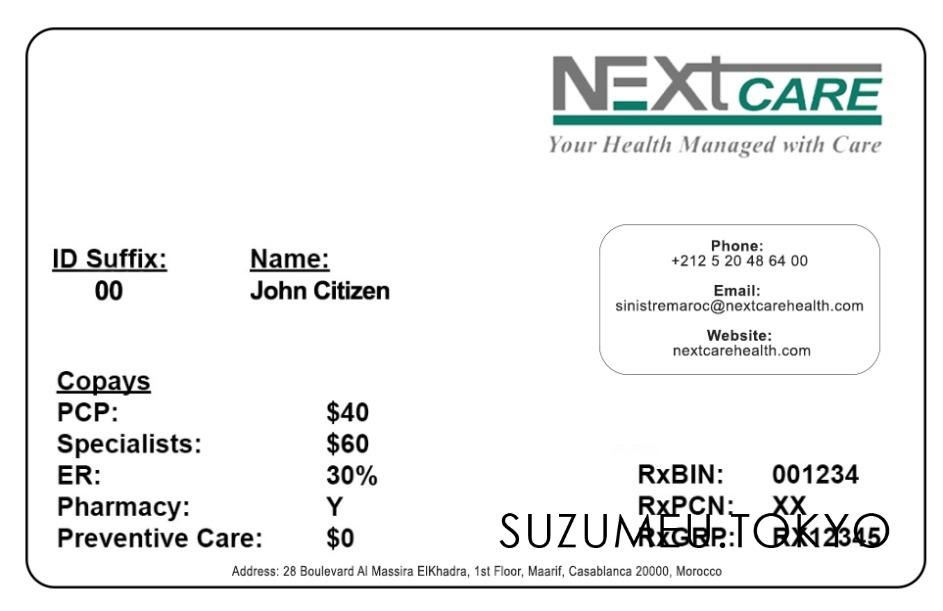 NEXtCARE
Your Health Managed with Care
ID Suffix: Name:
00 John Citizen
Phone:
+212 5 20 48 64 00
Email:
sinistremaroc@nextcarehealth.com
Website:
nextcarehealth.com
Copays
PCP: $40
Specialists: $60
ER: 30%
Pharmacy: Y
Preventive Care: $0
RxBIN: 001234
RxPCN: XX
RxGRP: RX12345
SUZUMEU.TOKYO
Address: 28 Boulevard Al Massira ElKhadra, 1st Floor, Maarif, Casablanca 20000, Morocco